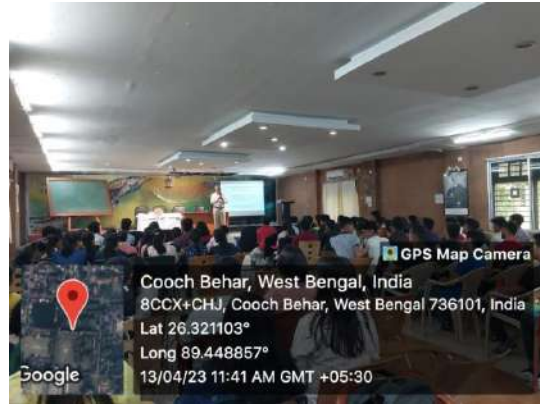 GPS Map Camera
Cooch Behar, West Bengal, India
8CCX+CHJ, Cooch Behar, West Bengal 736101, India
Lat 26.321103°
Long 89.448857°
13/04/23 11:41 AM GMT +05:30
Google